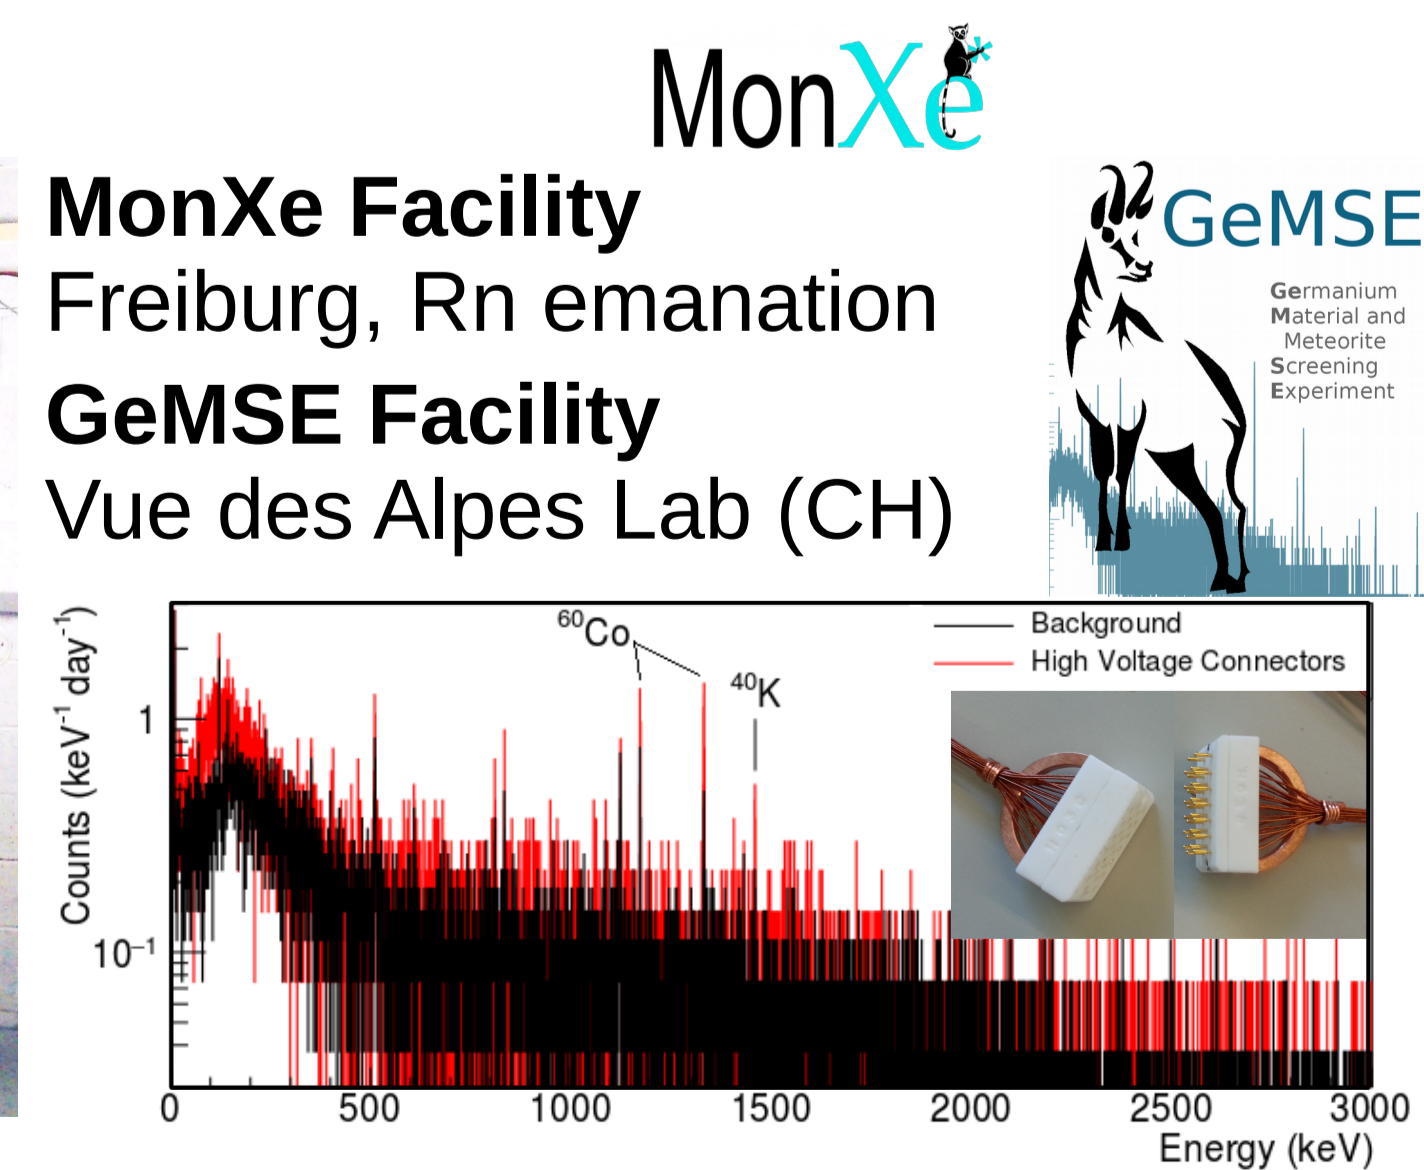 MonXe
MonXe Facility
Freiburg, Rn emanation
GeMSE Facility
Vue des Alpes Lab (CH)
GeMSE
Germanium
Material and
Meteorite
Screening
Experiment
Counts (keV⁻¹ day⁻¹)
1
10⁻¹
⁶⁰Co
⁴⁰K
Background
High Voltage Connectors
0 500 1000 1500 2000 2500 3000
Energy (keV)